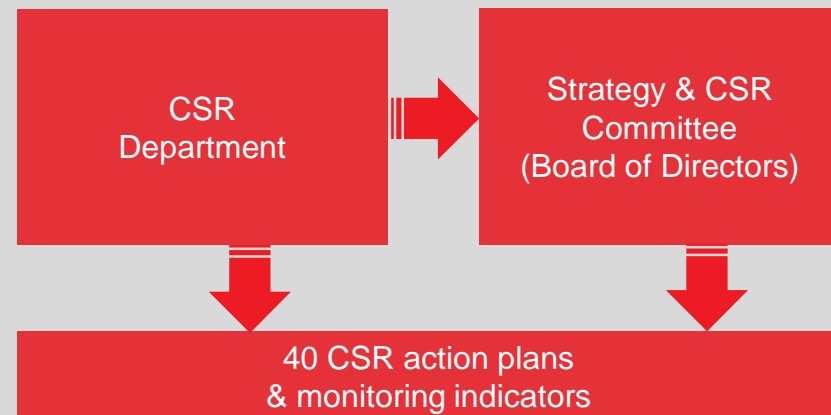 CSR
Department
Strategy & CSR
Committee
(Board of Directors)
40 CSR action plans
& monitoring indicators